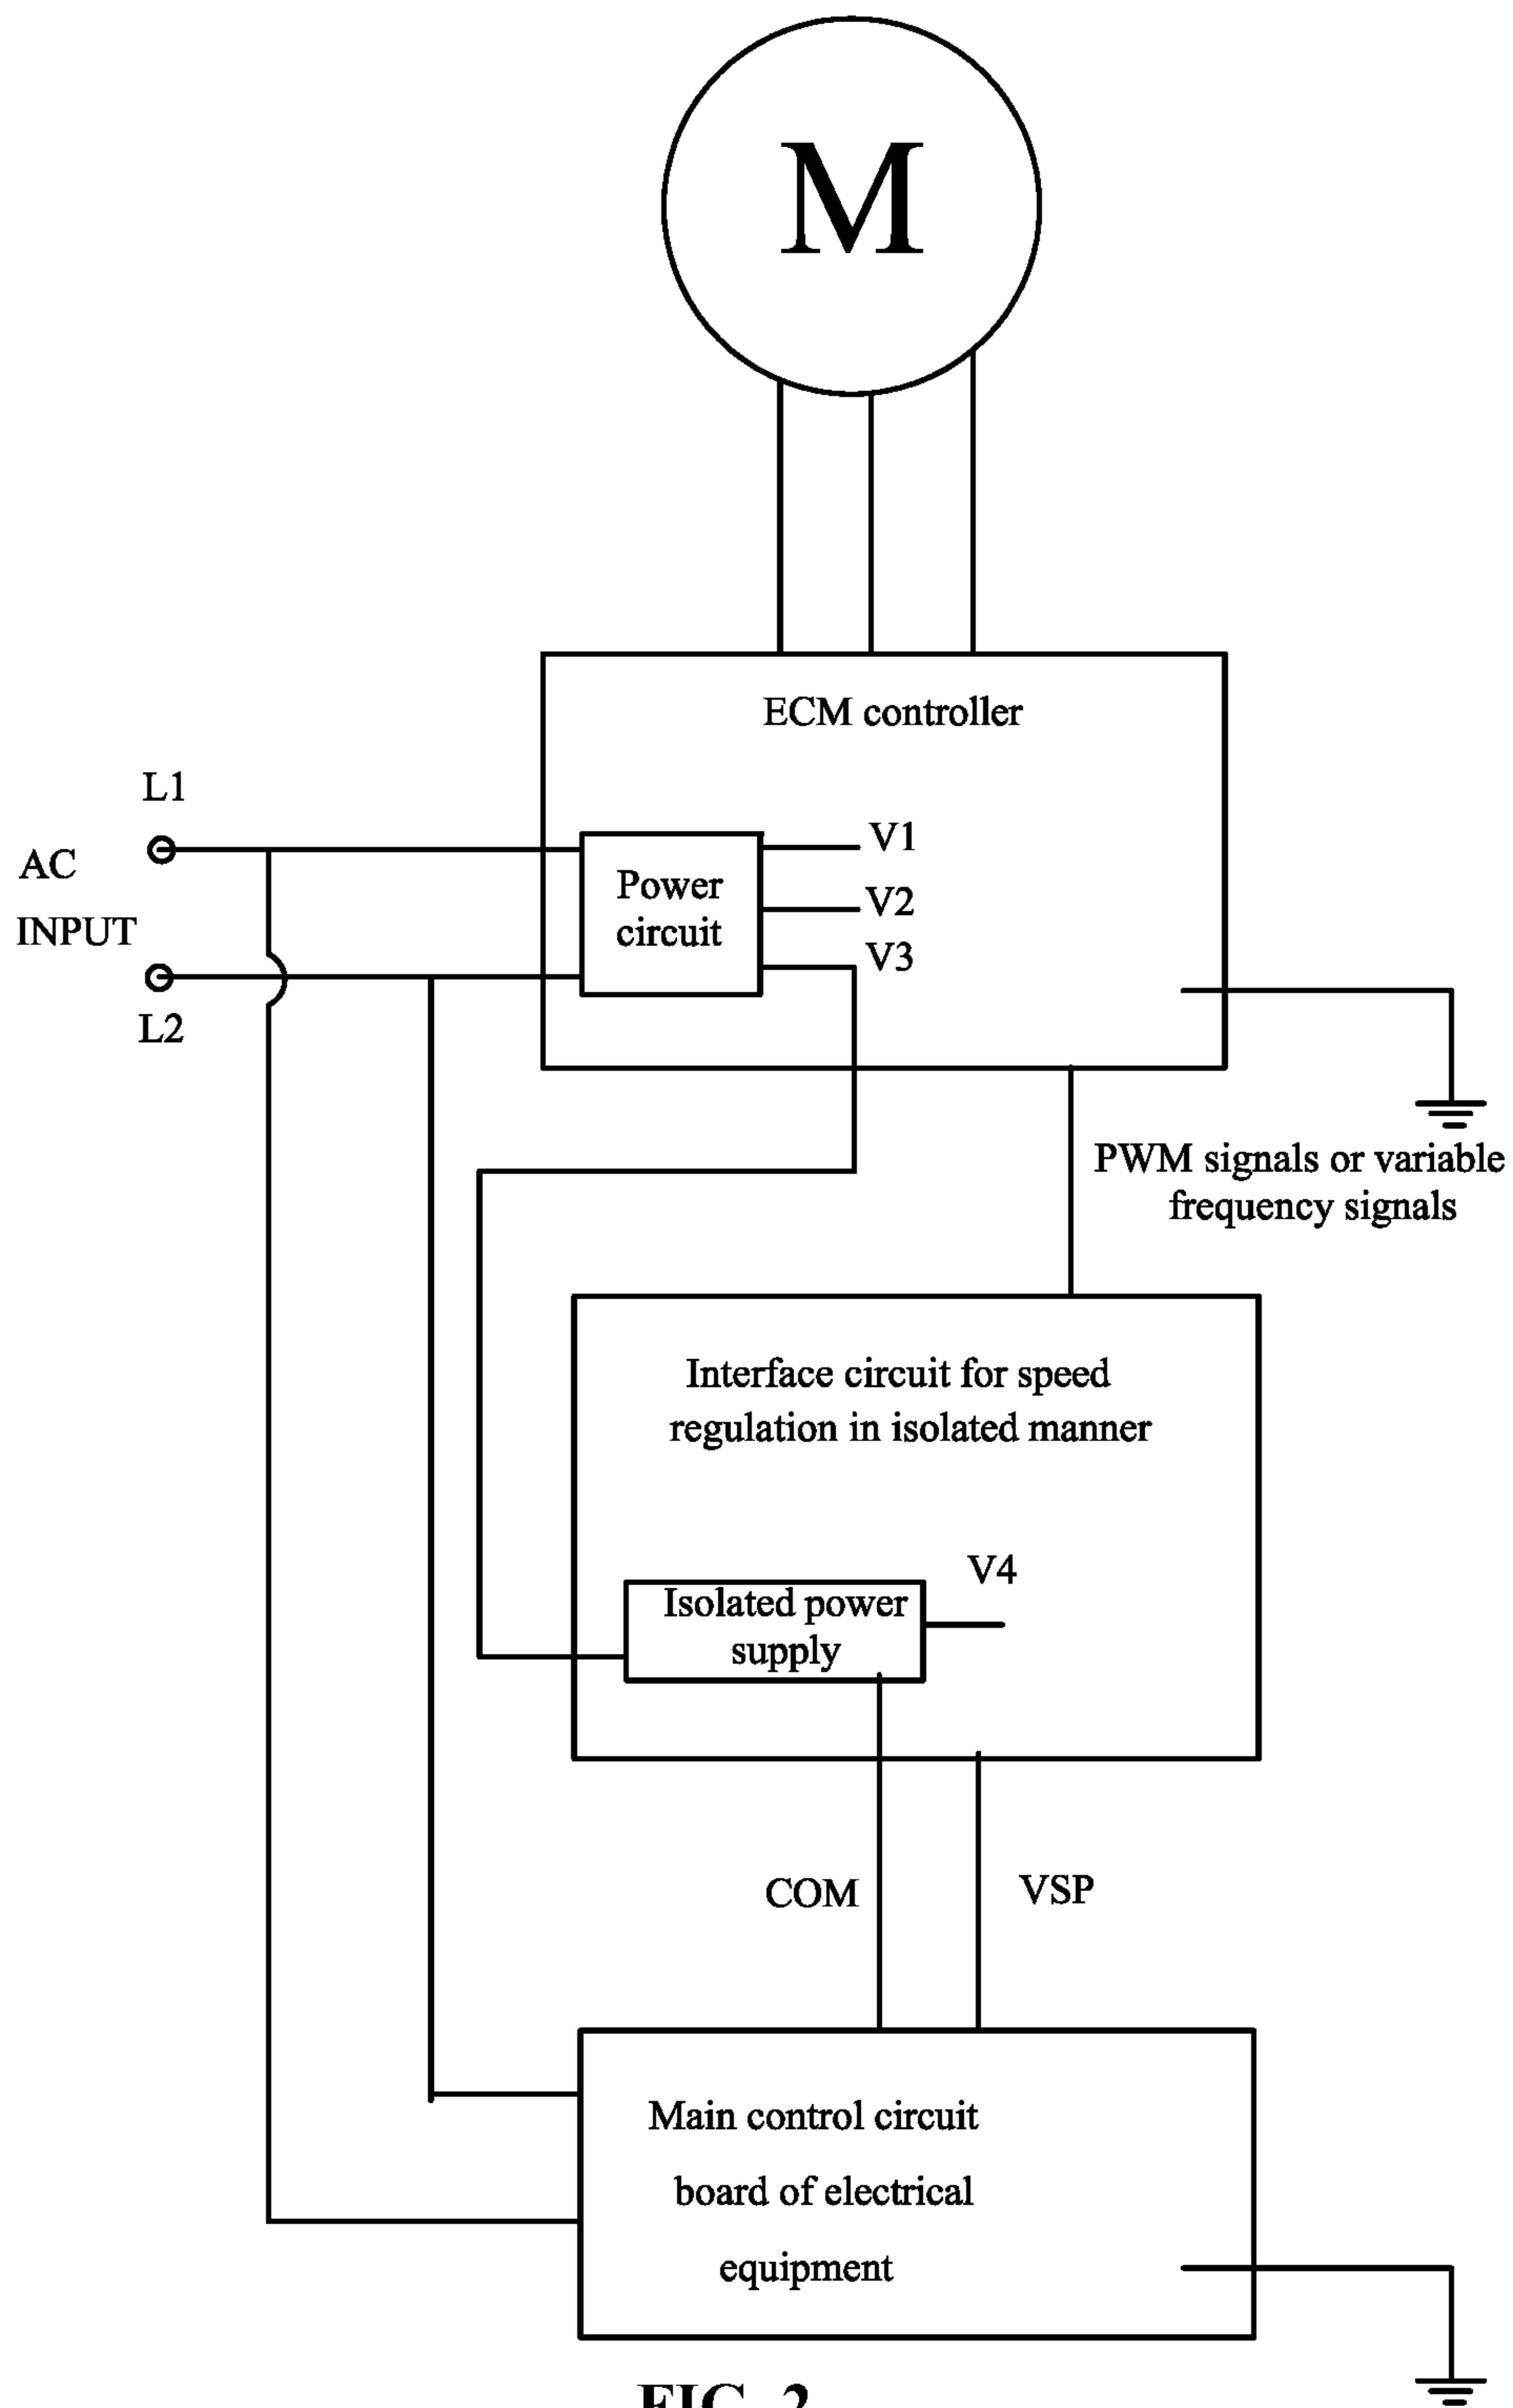 M
ECM controller
L1
AC
INPUT
L2
Power
circuit
V1
V2
V3
PWM signals or variable
frequency signals
Interface circuit for speed
regulation in isolated manner
V4
Isolated power
supply
COM
VSP
Main control circuit
board of electrical
equipment
FIG. 2